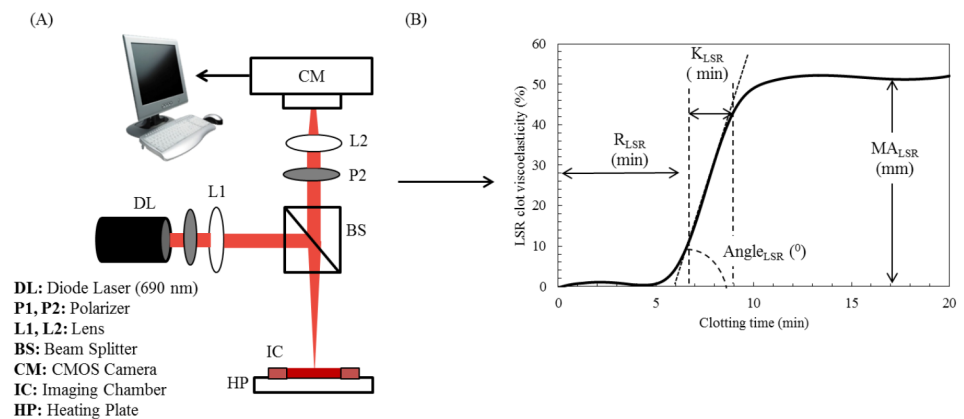 (A)
CM
L2
P2
DL
L1
BS
IC
HP
DL: Diode Laser (690 nm)
P1, P2: Polarizer
L1, L2: Lens
BS: Beam Splitter
CM: CMOS Camera
IC: Imaging Chamber
HP: Heating Plate
(B)
LSR clot viscoelasticity (%)
60
50
40
30
20
10
0
KLSR
( min)
RLSR
(min)
MALSR
(mm)
AngleLSR (0)
0
5
10
15
20
Clotting time (min)